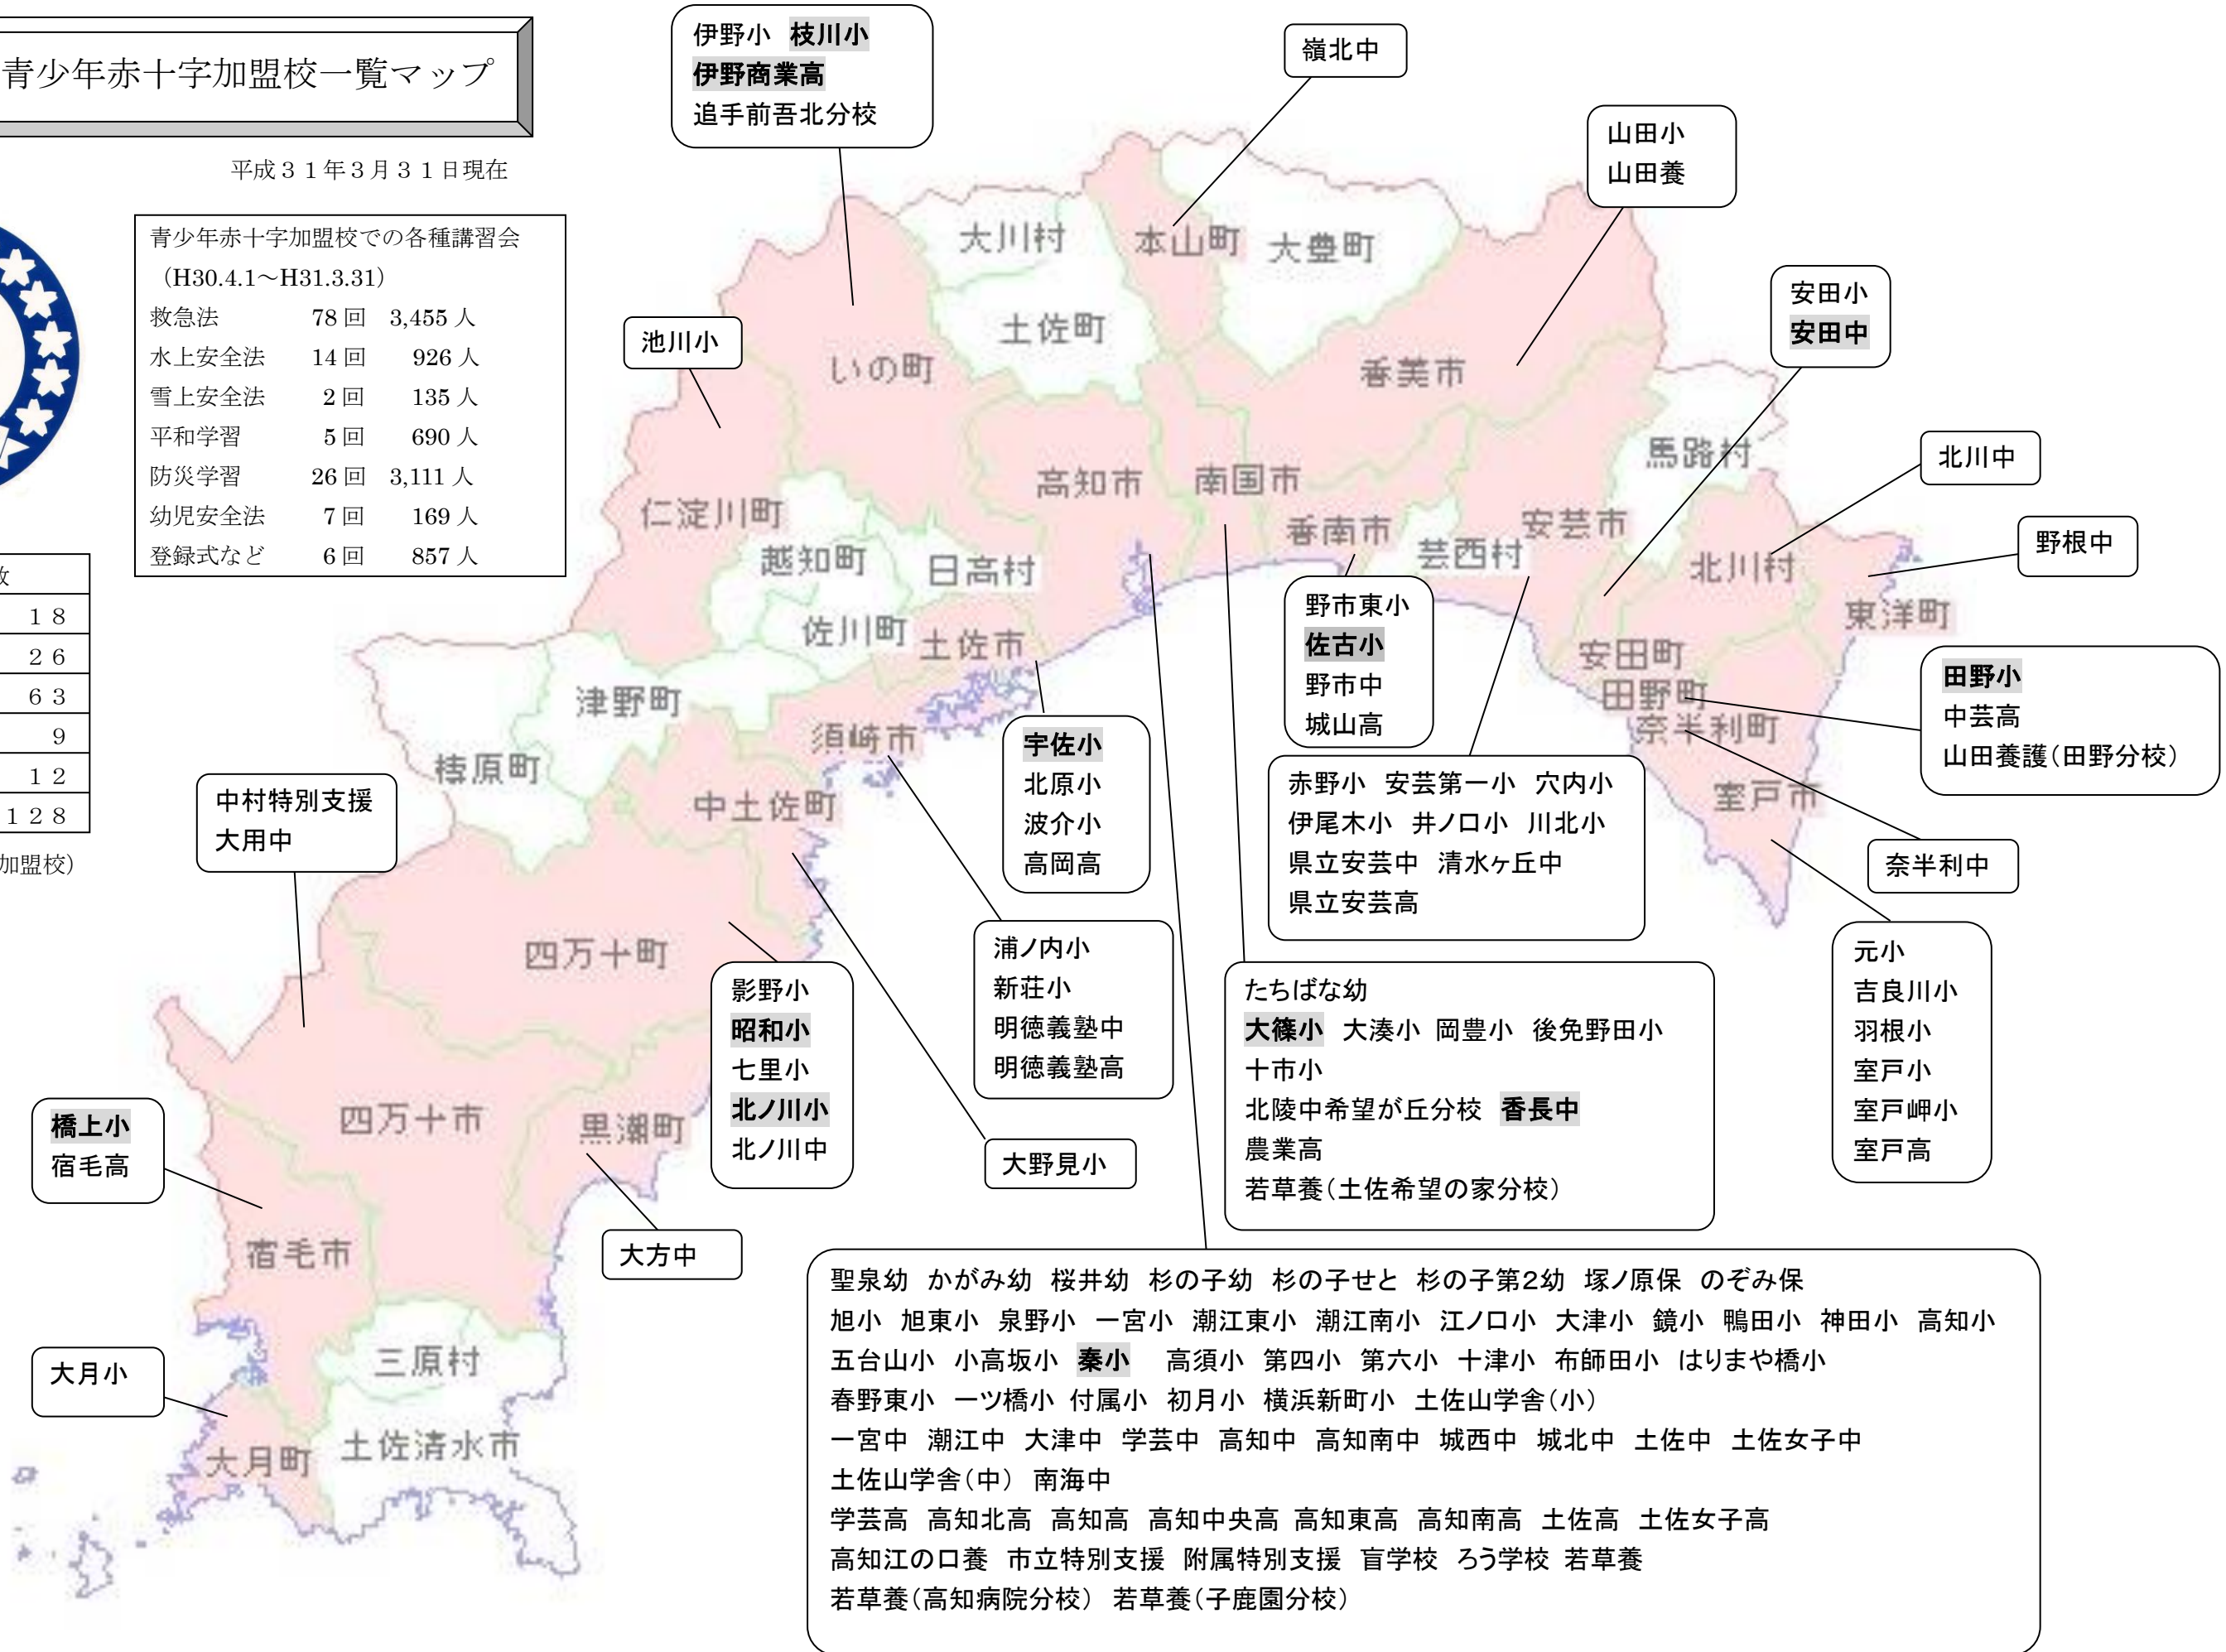 青少年赤十字加盟校一覧マップ
平成３１年３月３１日現在
青少年赤十字加盟校での各種講習会
（H30.4.1～H31.3.31）
救急法 78 回 3,455 人
水上安全法 14 回 926 人
雪上安全法 2 回 135 人
平和学習 5 回 690 人
防災学習 26 回 3,111 人
幼児安全法 7 回 169 人
登録式など 6 回 857 人
数
１８
２６
６３
９
１２
１２８
加盟校）
伊野小 枝川小
伊野商業高
追手前吾北分校
嶺北中
山田小
山田養
池川小
安田小
安田中
北川中
野根中
田野小
中芸高
山田養護（田野分校）
奈半利中
元小
吉良川小
羽根小
室戸小
室戸岬小
室戸高
野市東小
佐古小
野市中
城山高
赤野小 安芸第一小 穴内小
伊尾木小 井ノ口小 川北小
県立安芸中 清水ヶ丘中
県立安芸高
宇佐小
北原小
波介小
高岡高
浦ノ内小
新荘小
明徳義塾中
明徳義塾高
たちばな幼
大篠小 大湊小 岡豊小 後免野田小
十市小
北陵中希望が丘分校 香長中
農業高
若草養（土佐希望の家分校）
中村特別支援
大用中
影野小
昭和小
七里小
北ノ川小
北ノ川中
大野見小
橋上小
宿毛高
大方中
大月小
聖泉幼 かがみ幼 桜井幼 杉の子幼 杉の子せと 杉の子第2幼 塚ノ原保 のぞみ保
旭小 旭東小 泉野小 一宮小 潮江東小 潮江南小 江ノ口小 大津小 鏡小 鴨田小 神田小 高知小
五台山小 小高坂小 秦小 高須小 第四小 第六小 十津小 布師田小 はりまや橋小
春野東小 一ツ橋小 付属小 初月小 横浜新町小 土佐山学舎（小）
一宮中 潮江中 大津中 学芸中 高知中 高知南中 城西中 城北中 土佐中 土佐女子中
土佐山学舎（中） 南海中
学芸高 高知北高 高知高 高知中央高 高知東高 高知南高 土佐高 土佐女子高
高知江の口養 市立特別支援 附属特別支援 盲学校 ろう学校 若草養
若草養（高知病院分校） 若草養（子鹿園分校）
大川村
本山町
大豊町
土佐町
いの町
香美市
馬路村
高知市
南国市
仁淀川町
香南市
安芸市
芸西村
越知町
日高村
北川村
東洋町
佐川町
土佐市
安田町
津野町
田野町
須崎市
奈半利町
梼原町
中土佐町
室戸市
四万十町
四万十市
黒潮町
宿毛市
三原村
土佐清水市
大月町